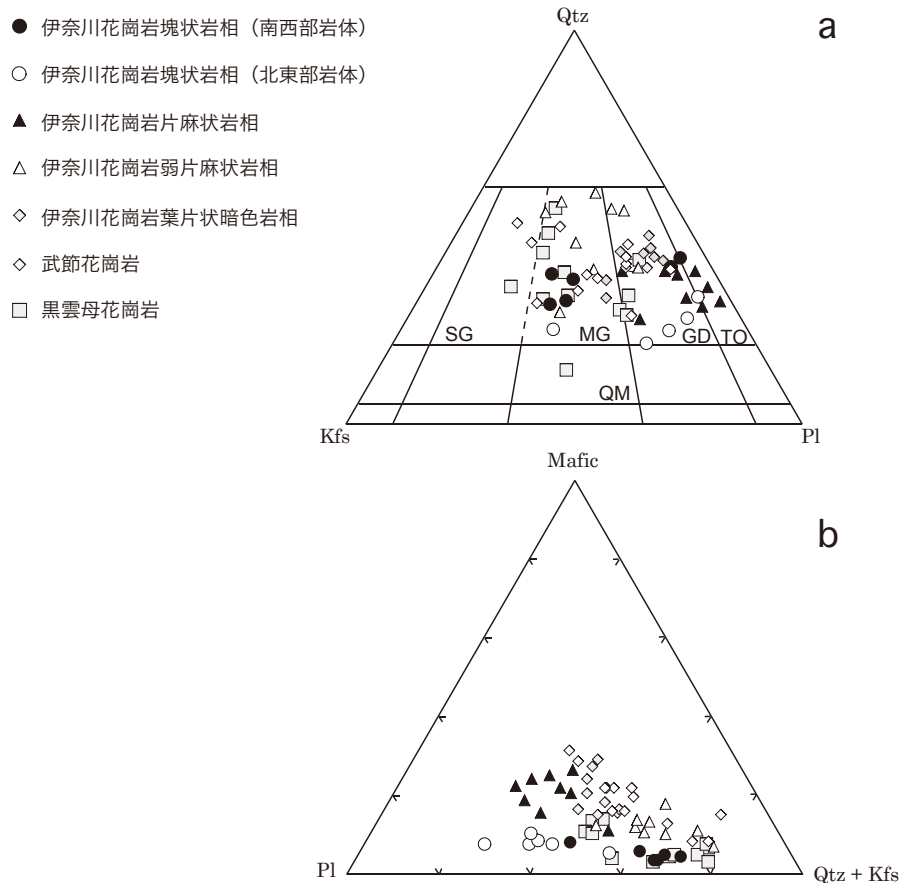 伊奈川花崗岩塊状岩相（南西部岩体）
伊奈川花崗岩塊状岩相（北東部岩体）
伊奈川花崗岩片麻状岩相
伊奈川花崗岩弱片麻状岩相
伊奈川花崗岩葉片状暗色岩相
武節花崗岩
黒雲母花崗岩
Qtz
a
SG
MG
GD
TO
QM
Kfs
Pl
Mafic
b
Pl
Qtz + Kfs